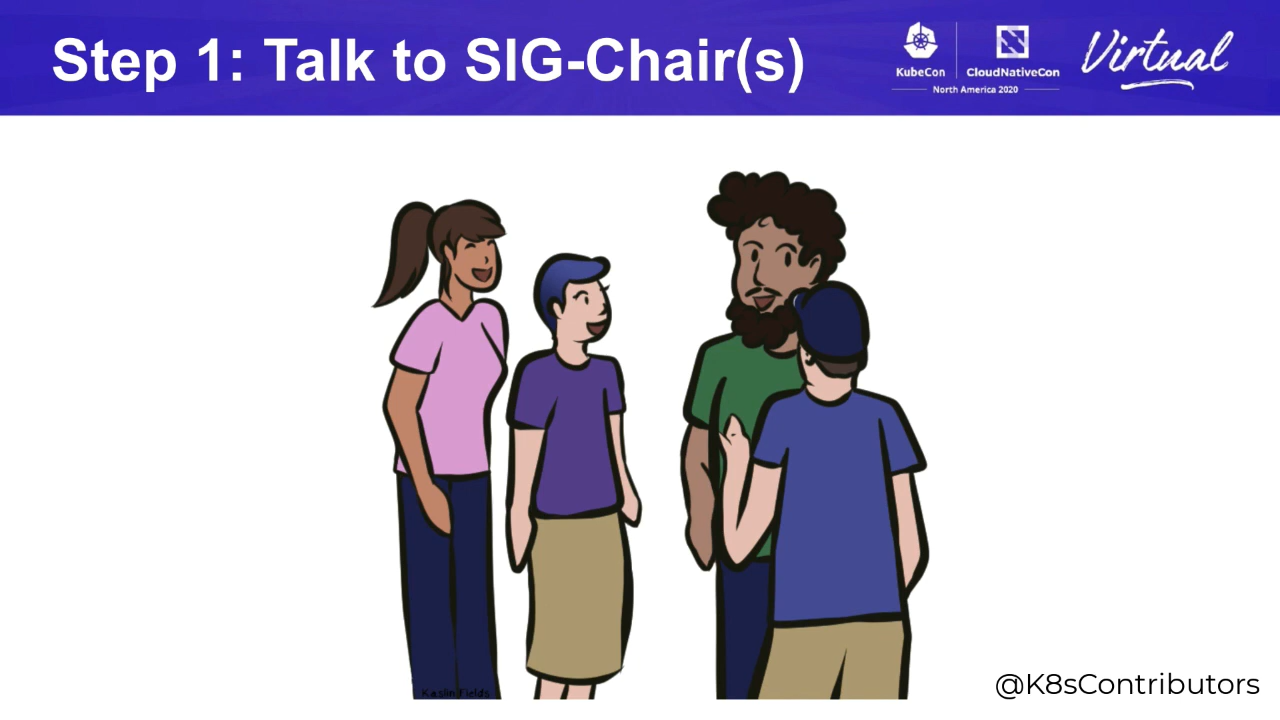 Step 1: Talk to SIG-Chair(s)
KubeCon
CloudNativeCon
North America 2020
Virtual
Kaslin Fields
@K8sContributors